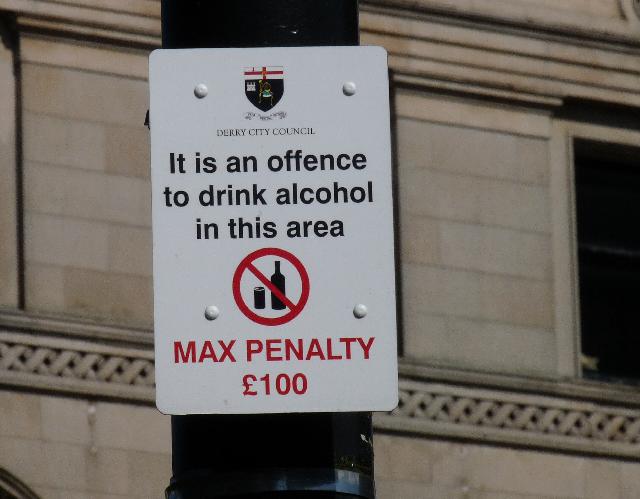 DERRY CITY COUNCIL
It is an offence
to drink alcohol
in this area
MAX PENALTY
£100